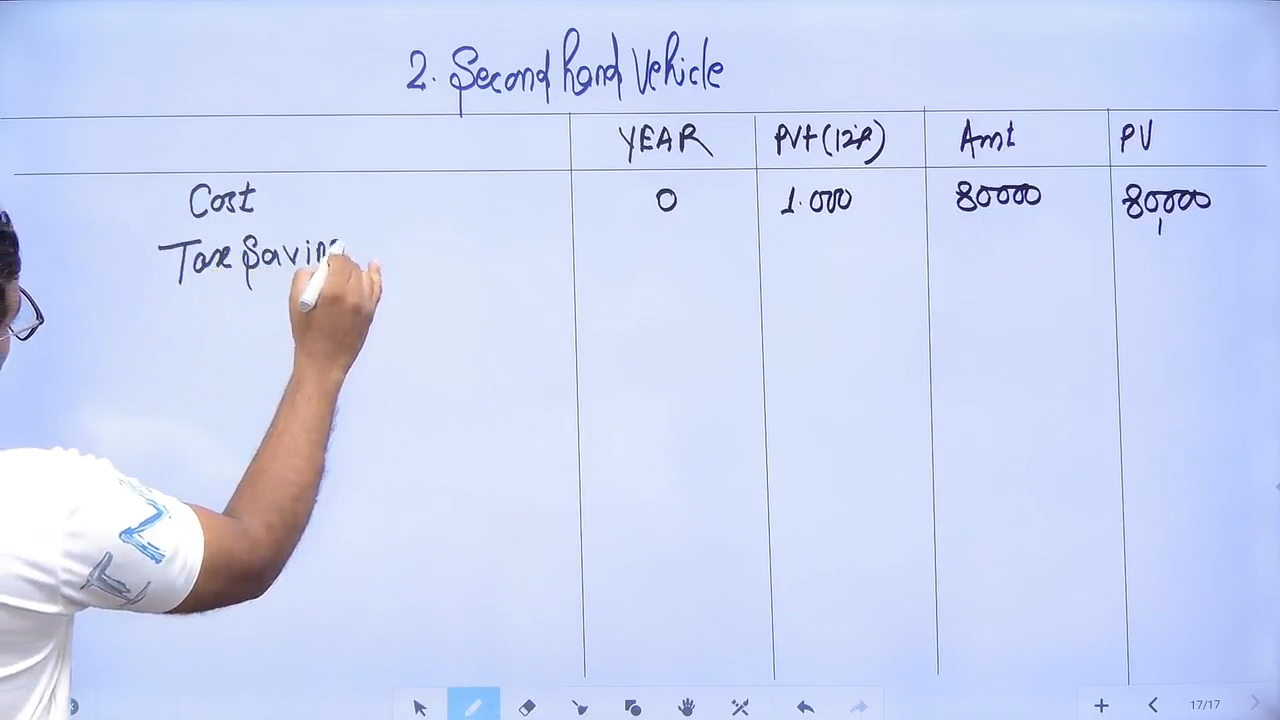 2. Second hand Vehicle
YEAR PVF(12%) Amt PV
Cost 0 1.000 80000 80000
Tax Saving
17/17